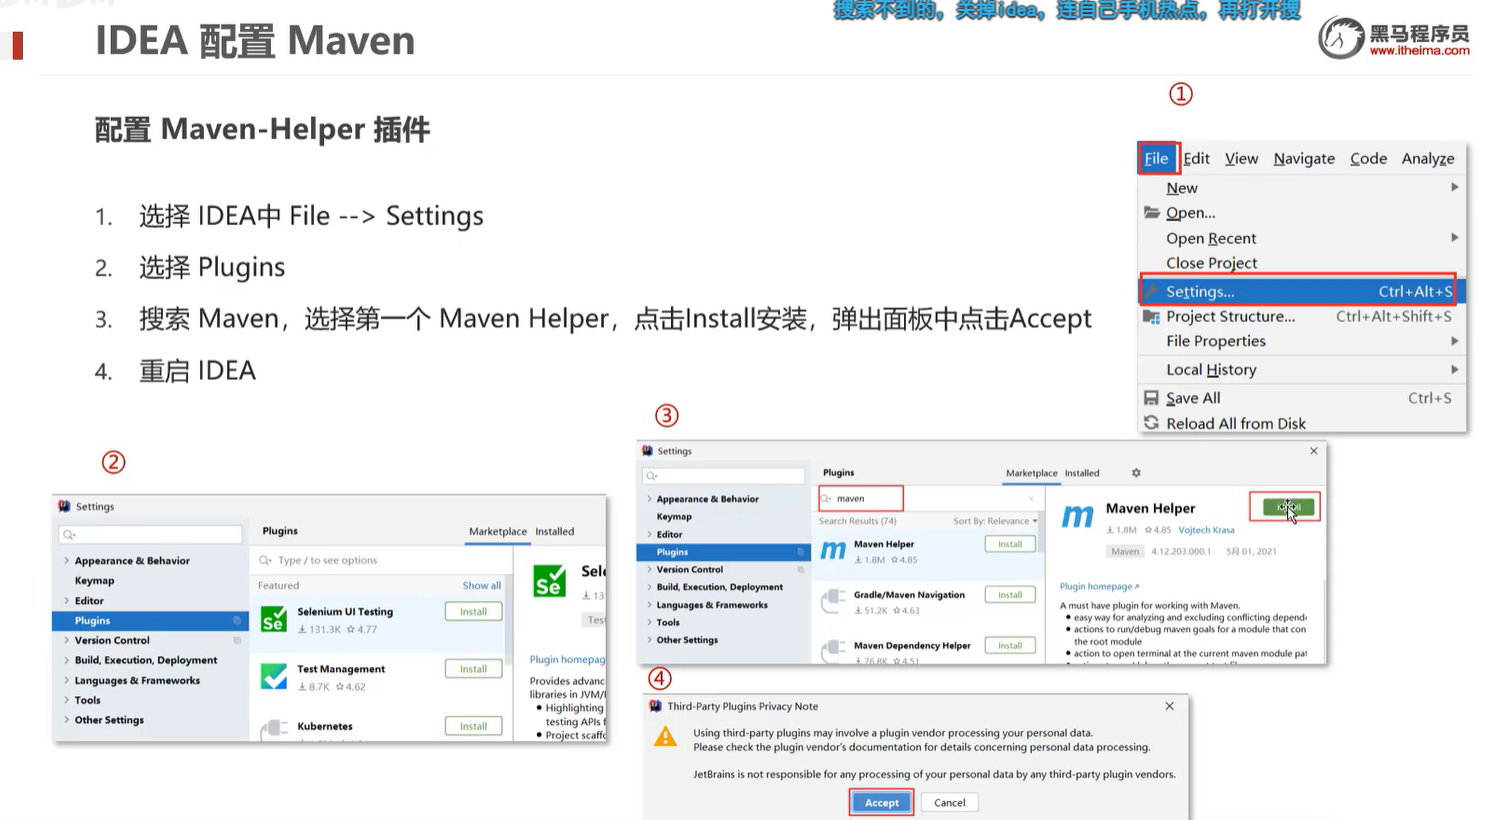 搜索不到的，关掉idea，连自己手机热点，再打开搜
IDEA 配置 Maven
黑马程序员
www.itheima.com
配置 Maven-Helper 插件
1. 选择 IDEA中 File --> Settings
2. 选择 Plugins
3. 搜索 Maven，选择第一个 Maven Helper，点击Install安装，弹出面板中点击Accept
4. 重启 IDEA
①
File Edit View Navigate Code Analyze
New
Open...
Open Recent
Close Project
Settings... Ctrl+Alt+S
Project Structure... Ctrl+Alt+Shift+S
File Properties
Local History
Save All Ctrl+S
Reload All from Disk
②
Settings
Plugins Marketplace Installed
Type / to see options
Featured Show all
Appearance & Behavior
Keymap
Editor
Plugins
Version Control
Build, Execution, Deployment
Languages & Frameworks
Tools
Other Settings
Selenium UI Testing Install
131.3K 4.77
Test Management Install
8.7K 4.62
Kubernetes Install
Se
Se
Sele
13
Test
Plugin homepag
Provides advanc
libraries in JVM/
Highlighting
testing APIs f
Project scaffo
③
Settings
Plugins Marketplace Installed
maven
Search Results (74) Sort By: Relevance
Appearance & Behavior
Keymap
Editor
Plugins
Version Control
Build, Execution, Deployment
Languages & Frameworks
Tools
Other Settings
m
Maven Helper Install
1.8M 4.85
Gradle/Maven Navigation Install
51.2K 4.63
Maven Dependency Helper Install
76.8K 4.51
m
Maven Helper
1.8M 4.85 Vojtech Krasa
Maven 4.12.203.000.1 5月 01, 2021
Plugin homepage
A must have plugin for working with Maven.
easy way for analyzing and excluding conflicting depende
actions to run/debug maven goals for a module that con
the root module
action to open terminal at the current maven module pat
④
Third-Party Plugins Privacy Note
Using third-party plugins may involve a plugin vendor processing your personal data.
Please check the plugin vendor's documentation for details concerning personal data processing.
JetBrains is not responsible for any processing of your personal data by any third-party plugin vendors.
Accept Cancel